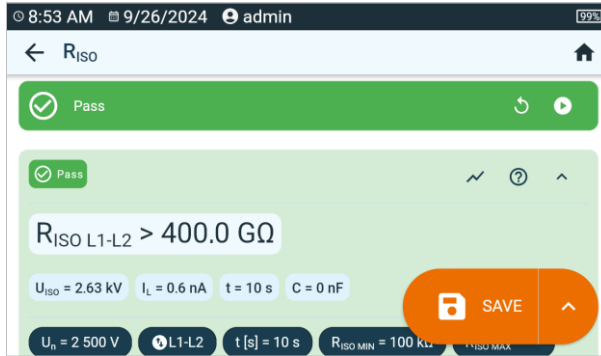 8:53 AM 9/26/2024 admin 99%
RISO
Pass
Pass
RISO L1-L2 > 400.0 GΩ
UISO = 2.63 kV IL = 0.6 nA t = 10 s C = 0 nF
SAVE
Un = 2 500 V L1-L2 t [s] = 10 s RISO MIN = 100 kΩ RISO MAX